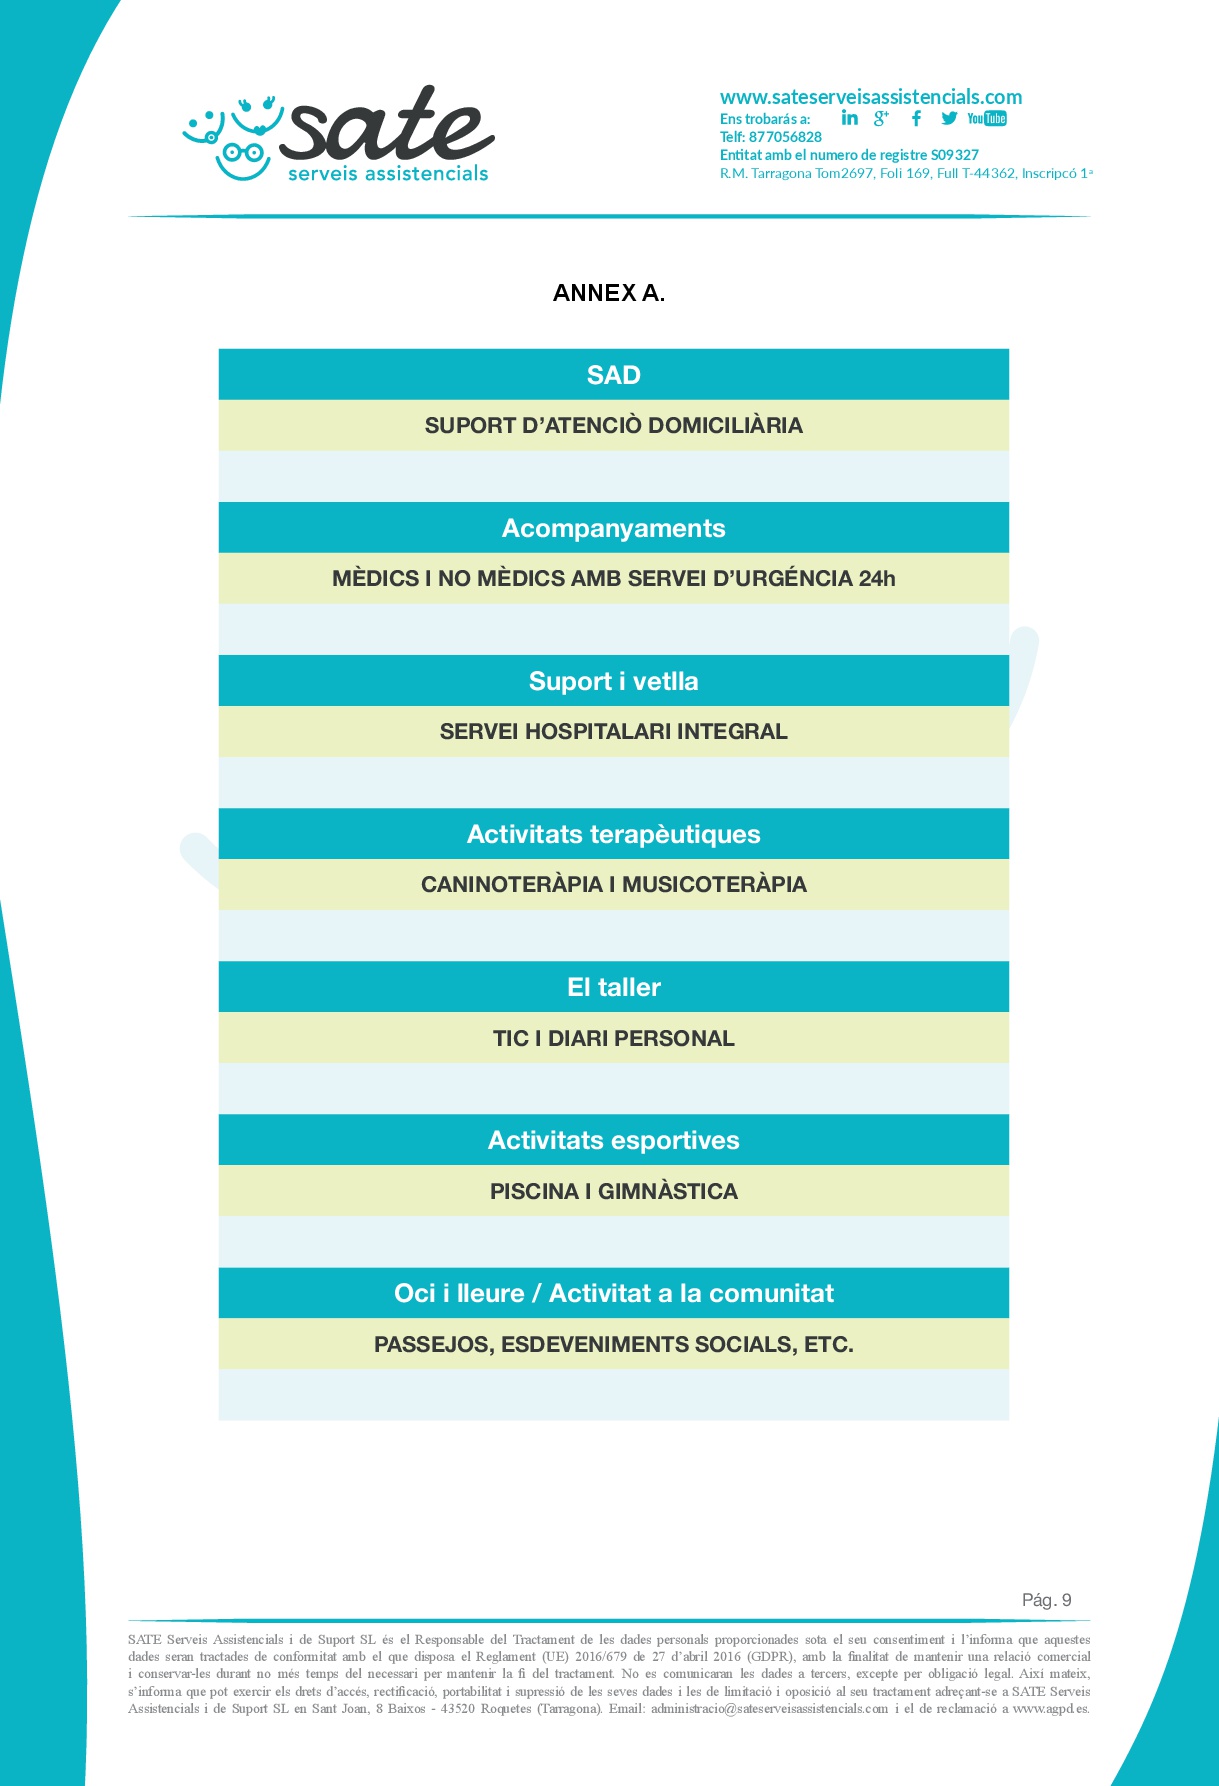 sate
serveis assistencials
www.sateserveisassistencials.com
Ens trobarás a: in g+ f YouTube
Telf: 877056828
Entitat amb el numero de registre S09327
R.M. Tarragona Tom2697, Foli 169, Full T-44362, Inscripcó 1ª
ANNEX A.
SAD
SUPORT D’ATENCIÒ DOMICILIÀRIA
Acompanyaments
MÈDICS I NO MÈDICS AMB SERVEI D’URGÉNCIA 24h
Suport i vetlla
SERVEI HOSPITALARI INTEGRAL
Activitats terapèutiques
CANINOTERÀPIA I MUSICOTERÀPIA
El taller
TIC I DIARI PERSONAL
Activitats esportives
PISCINA I GIMNÀSTICA
Oci i lleure / Activitat a la comunitat
PASSEJOS, ESDEVENIMENTS SOCIALS, ETC.
Pág. 9
SATE Serveis Assistencials i de Suport SL és el Responsable del Tractament de les dades personals proporcionades sota el seu consentiment i l’informa que aquestes
dades seran tractades de conformitat amb el que disposa el Reglament (UE) 2016/679 de 27 d’abril 2016 (GDPR), amb la finalitat de mantenir una relació comercial
i conservar-les durant no més temps del necessari per mantenir la fi del tractament. No es comunicaran les dades a tercers, excepte per obligació legal. Així mateix,
s’informa que pot exercir els drets d’accés, rectificació, portabilitat i supressió de les seves dades i les de limitació i oposició al seu tractament adreçant-se a SATE Serveis
Assistencials i de Suport SL en Sant Joan, 8 Baixos - 43520 Roquetes (Tarragona). Email: administracio@sateserveisassistencials.com i el de reclamació a www.agpd.es.